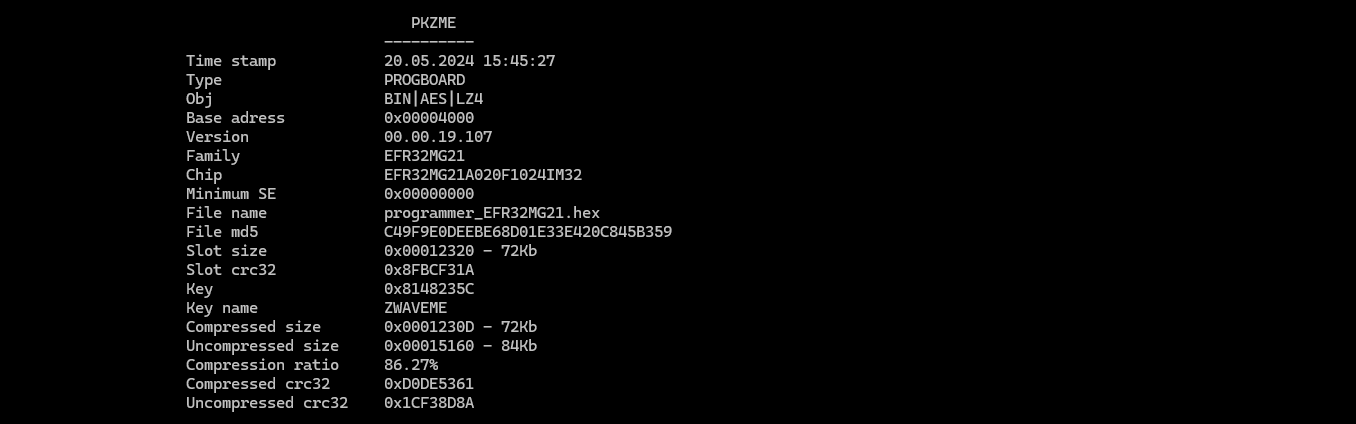 PKZME
----------
Time stamp 20.05.2024 15:45:27
Type PROGBOARD
Obj BIN|AES|LZ4
Base adress 0x00004000
Version 00.00.19.107
Family EFR32MG21
Chip EFR32MG21A020F1024IM32
Minimum SE 0x00000000
File name programmer_EFR32MG21.hex
File md5 C49F9E0DEEBE68D01E33E420C845B359
Slot size 0x00012320 - 72Kb
Slot crc32 0x8FBCF31A
Key 0x8148235C
Key name ZWAVEME
Compressed size 0x0001230D - 72Kb
Uncompressed size 0x00015160 - 84Kb
Compression ratio 86.27%
Compressed crc32 0xD0DE5361
Uncompressed crc32 0x1CF38D8A